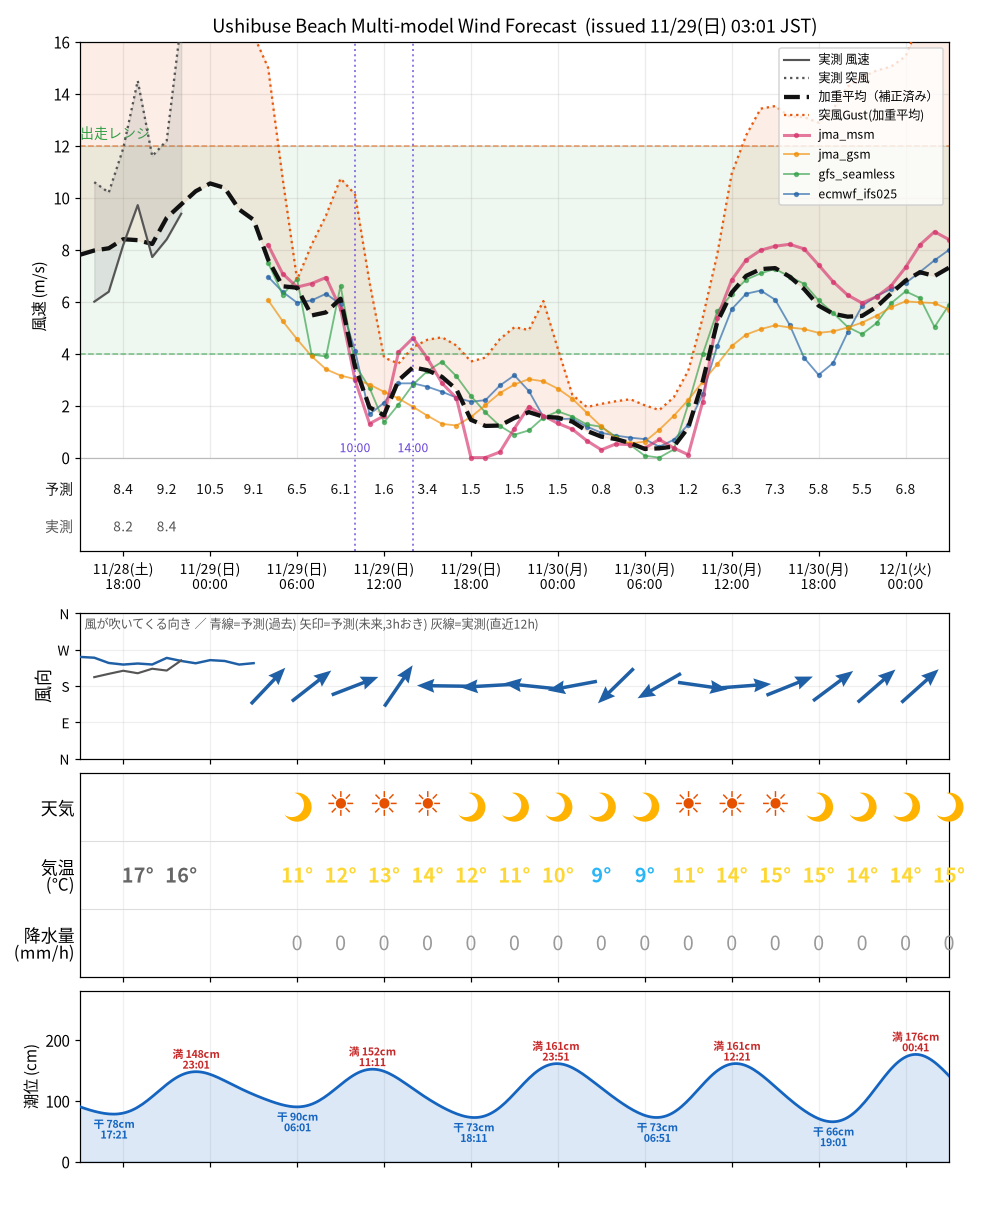 Ushibuse Beach Multi-model Wind Forecast (issued 11/29(日) 03:01 JST)
風速 (m/s)
16
14
12
10
8
6
4
2
0
出走レンジ
実測 風速
実測 突風
加重平均（補正済み）
突風Gust(加重平均)
jma_msm
jma_gsm
gfs_seamless
ecmwf_ifs025
10:00 14:00
予測 8.4 9.2 10.5 9.1 6.5 6.1 1.6 3.4 1.5 1.5 1.5 0.8 0.3 1.2 6.3 7.3 5.8 5.5 6.8
実測 8.2 8.4
11/28(土) 11/29(日) 11/29(日) 11/29(日) 11/29(日) 11/30(月) 11/30(月) 11/30(月) 11/30(月) 12/1(火)
18:00 00:00 06:00 12:00 18:00 00:00 06:00 12:00 18:00 00:00
風向
N
W
S
E
N
風が吹いてくる向き ／ 青線=予測(過去) 矢印=予測(未来,3hおき) 灰線=実測(直近12h)
天気
気温
(°C)
17° 16° 11° 12° 13° 14° 12° 11° 10° 9° 9° 11° 14° 15° 15° 14° 14° 15°
降水量
(mm/h)
0 0 0 0 0 0 0 0 0 0 0 0 0 0 0 0
潮位 (cm)
200
100
0
満 148cm
23:01
満 152cm
11:11
満 161cm
23:51
満 161cm
12:21
満 176cm
00:41
干 78cm
17:21
干 90cm
06:01
干 73cm
18:11
干 73cm
06:51
干 66cm
19:01